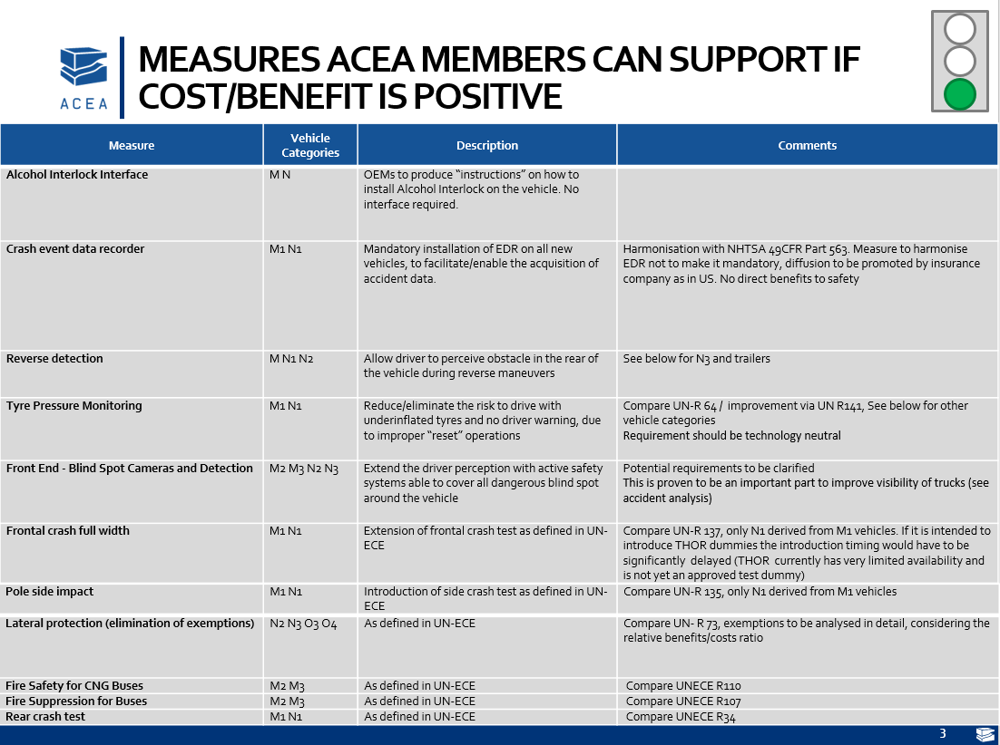 MEASURES ACEA MEMBERS CAN SUPPORT IF
COST/BENEFIT IS POSITIVE
ACEA
Measure
Vehicle
Categories
Description
Comments
Alcohol Interlock Interface
M N
OEMs to produce “instructions” on how to
install Alcohol Interlock on the vehicle. No
interface required.
Crash event data recorder
M1 N1
Mandatory installation of EDR on all new
vehicles, to facilitate/enable the acquisition of
accident data.
Harmonisation with NHTSA 49CFR Part 563. Measure to harmonise
EDR not to make it mandatory, diffusion to be promoted by insurance
company as in US. No direct benefits to safety
Reverse detection
M N1 N2
Allow driver to perceive obstacle in the rear of
the vehicle during reverse maneuvers
See below for N3 and trailers
Tyre Pressure Monitoring
M1 N1
Reduce/eliminate the risk to drive with
underinflated tyres and no driver warning, due
to improper “reset” operations
Compare UN-R 64 / improvement via UN R141, See below for other
vehicle categories
Requirement should be technology neutral
Front End - Blind Spot Cameras and Detection
M2 M3 N2 N3
Extend the driver perception with active safety
systems able to cover all dangerous blind spot
around the vehicle
Potential requirements to be clarified
This is proven to be an important part to improve visibility of trucks (see
accident analysis)
Frontal crash full width
M1 N1
Extension of frontal crash test as defined in UN-
ECE
Compare UN-R 137, only N1 derived from M1 vehicles. If it is intended to
introduce THOR dummies the introduction timing would have to be
significantly delayed (THOR currently has very limited availability and
is not yet an approved test dummy)
Pole side impact
M1 N1
Introduction of side crash test as defined in UN-
ECE
Compare UN-R 135, only N1 derived from M1 vehicles
Lateral protection (elimination of exemptions)
N2 N3 O3 O4
As defined in UN-ECE
Compare UN- R 73, exemptions to be analysed in detail, considering the
relative benefits/costs ratio
Fire Safety for CNG Buses
M2 M3
As defined in UN-ECE
Compare UNECE R110
Fire Suppression for Buses
M2 M3
As defined in UN-ECE
Compare UNECE R107
Rear crash test
M1 N1
As defined in UN-ECE
Compare UNECE R34
3